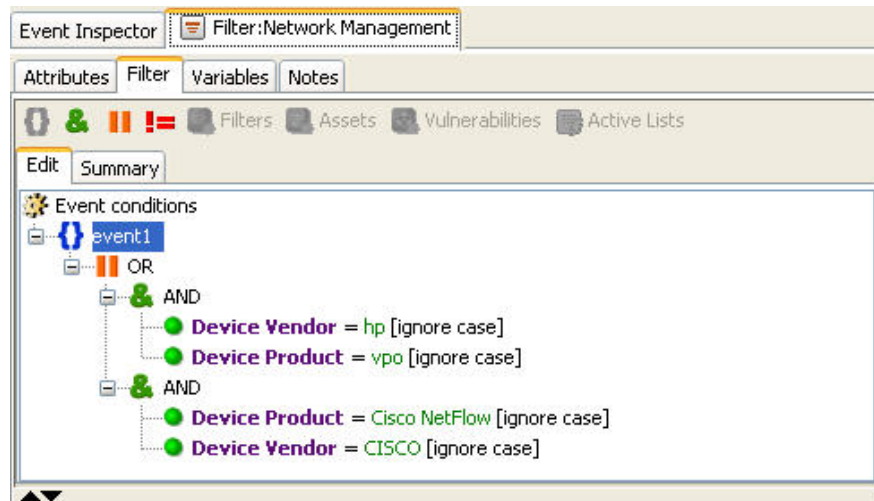 Event Inspector Filter:Network Management
Attributes Filter Variables Notes
{} & || != Filters Assets Vulnerabilities Active Lists
Edit Summary
Event conditions
{} event1
|| OR
& AND
Device Vendor = hp [ignore case]
Device Product = vpo [ignore case]
& AND
Device Product = Cisco NetFlow [ignore case]
Device Vendor = CISCO [ignore case]